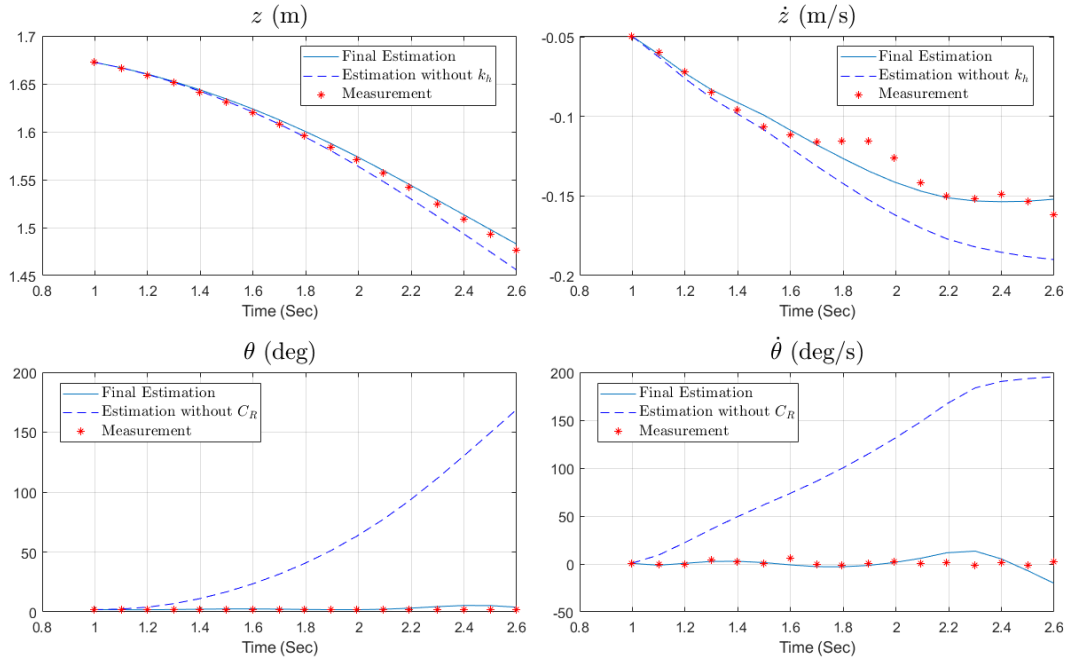 z (m)
1.7
1.65
1.6
1.55
1.5
1.45
0.8 1 1.2 1.4 1.6 1.8 2 2.2 2.4 2.6
Time (Sec)
Final Estimation
Estimation without k_h
Measurement
ż (m/s)
-0.05
-0.1
-0.15
-0.2
0.8 1 1.2 1.4 1.6 1.8 2 2.2 2.4 2.6
Time (Sec)
Final Estimation
Estimation without k_h
Measurement
θ (deg)
200
150
100
50
0
0.8 1 1.2 1.4 1.6 1.8 2 2.2 2.4 2.6
Time (Sec)
Final Estimation
Estimation without C_R
Measurement
θ̇ (deg/s)
200
150
100
50
0
-50
0.8 1 1.2 1.4 1.6 1.8 2 2.2 2.4 2.6
Time (Sec)
Final Estimation
Estimation without C_R
Measurement